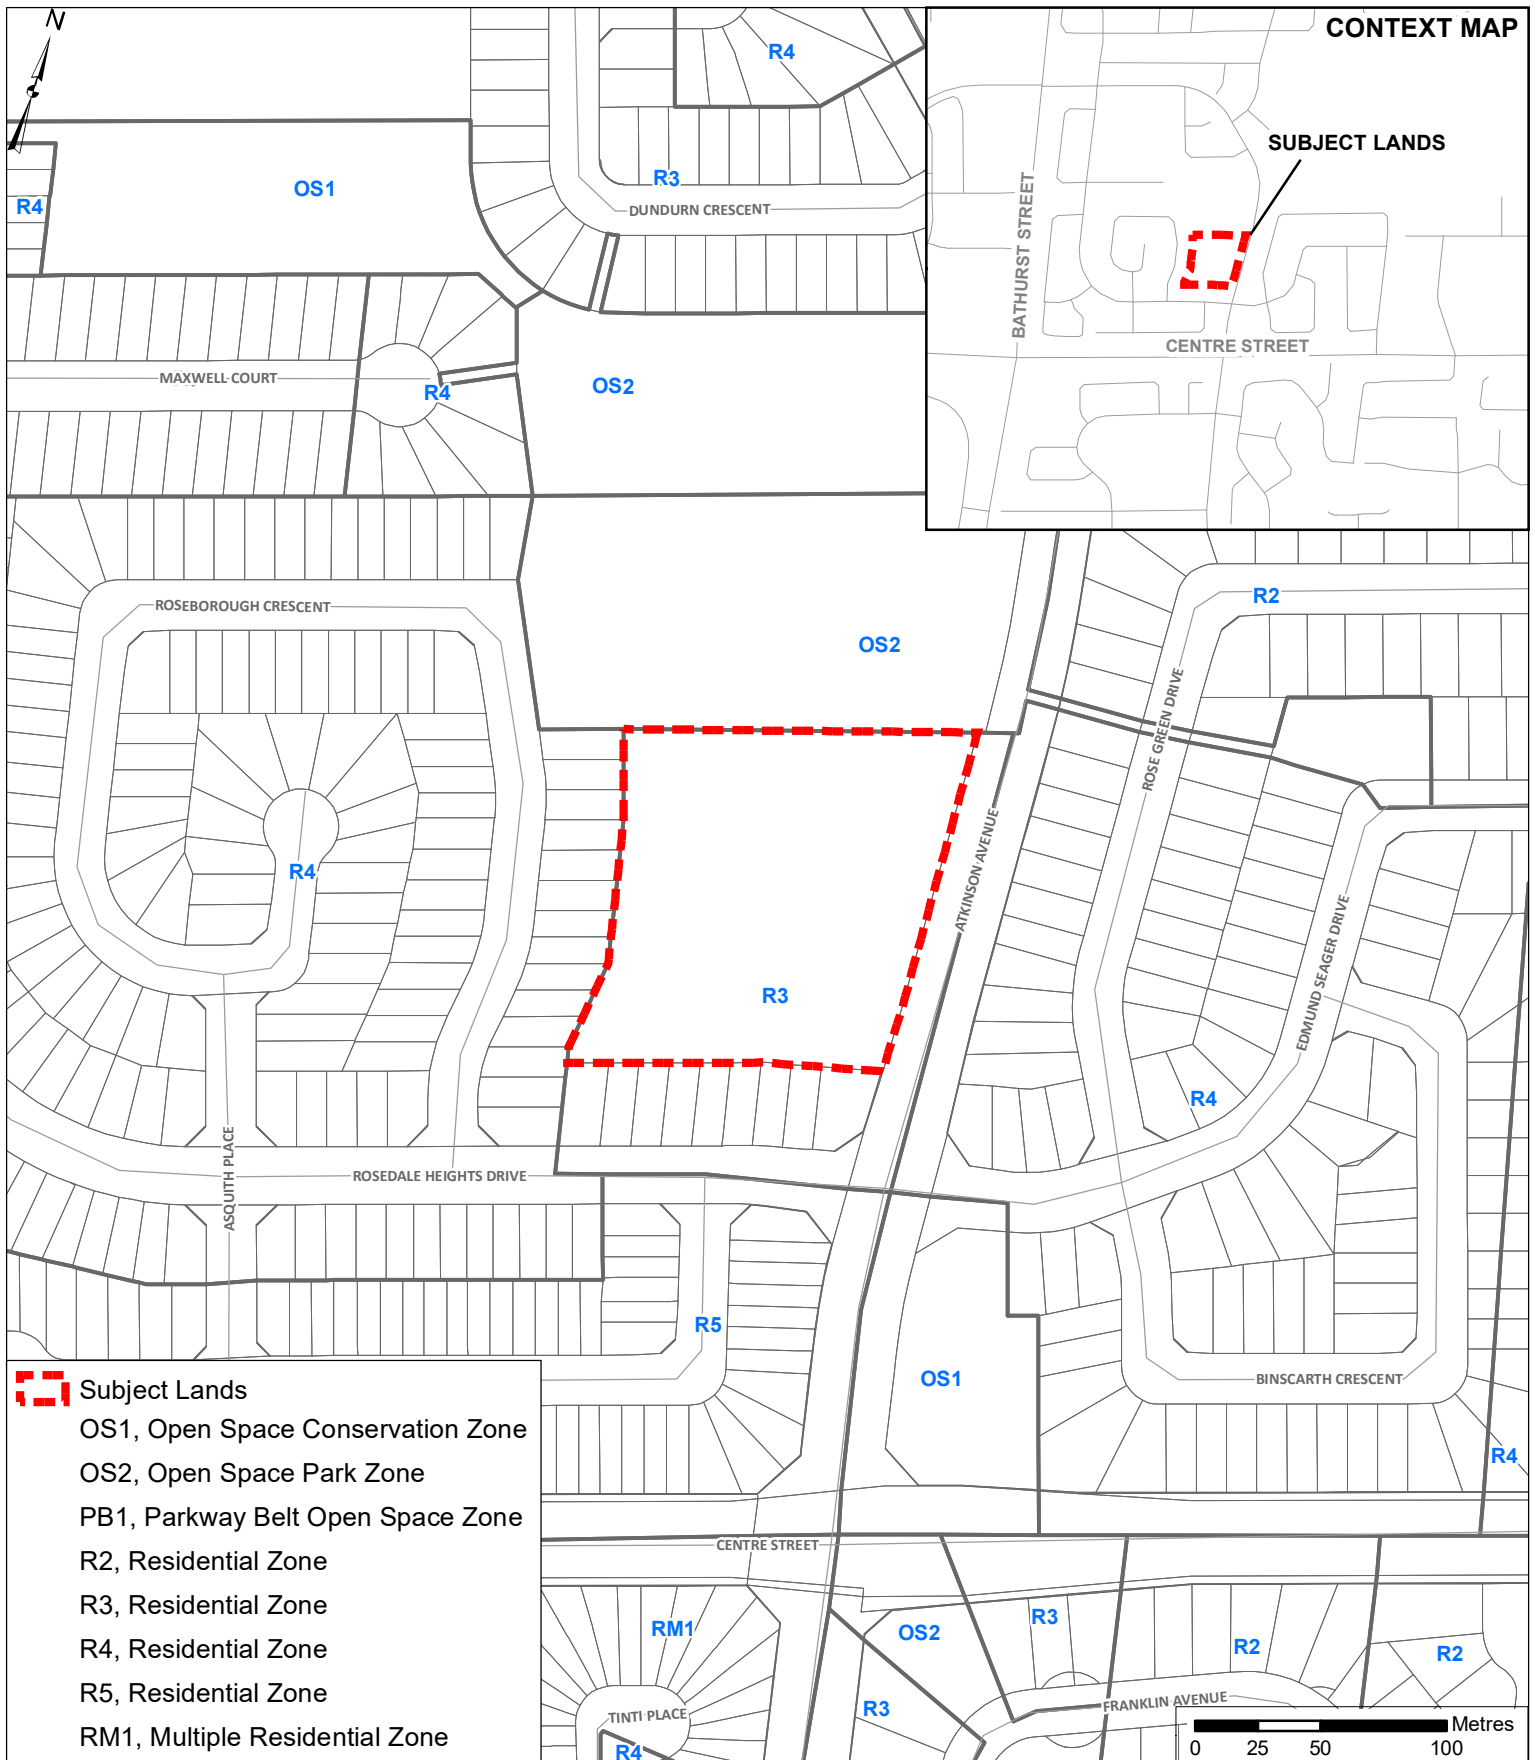 N
CONTEXT MAP
SUBJECT LANDS
BATHURST STREET
CENTRE STREET
R4
OS1
R4
R3
DUNDURN CRESCENT
MAXWELL COURT
R4
OS2
ROSEBOROUGH CRESCENT
R2
OS2
ROSE GREEN DRIVE
ATKINSON AVENUE
R4
EDMUND SEAGER DRIVE
R3
R4
ASQUITH PLACE
ROSEDALE HEIGHTS DRIVE
R5
OS1
BINSCARTH CRESCENT
R4
CENTRE STREET
RM1
OS2
R3
R2
R2
R3
FRANKLIN AVENUE
TINTI PLACE
R4
Subject Lands
OS1, Open Space Conservation Zone
OS2, Open Space Park Zone
PB1, Parkway Belt Open Space Zone
R2, Residential Zone
R3, Residential Zone
R4, Residential Zone
R5, Residential Zone
RM1, Multiple Residential Zone
Metres
0 25 50 100